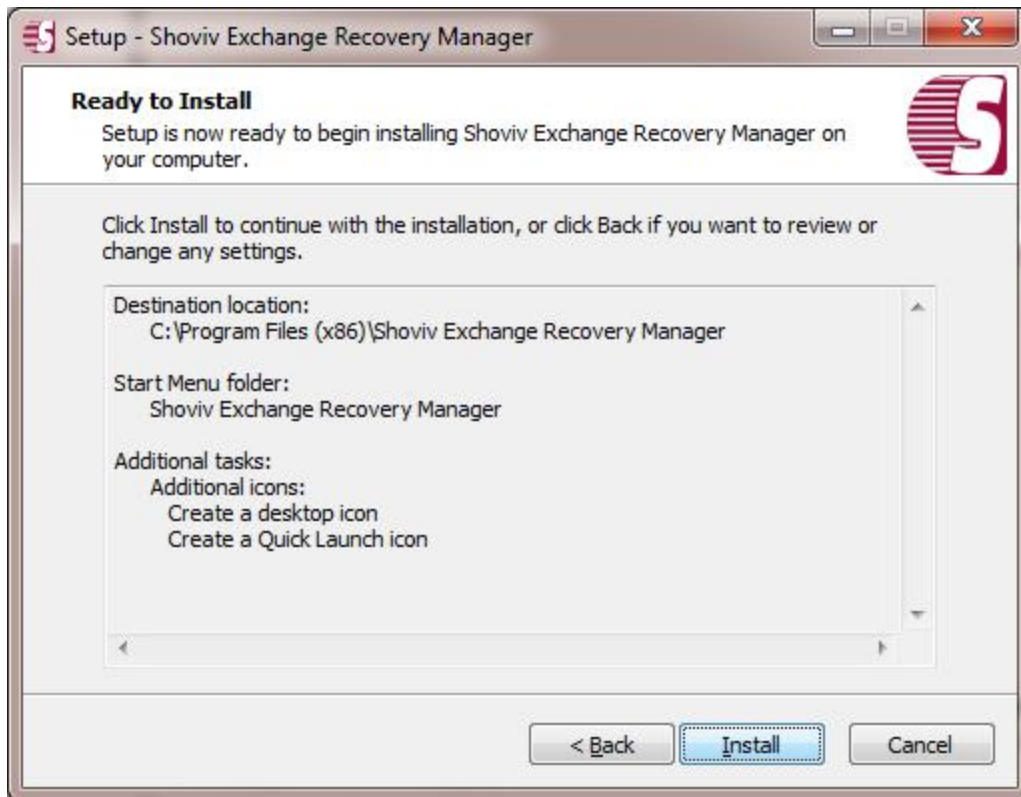 Setup - Shoviv Exchange Recovery Manager
Ready to Install
Setup is now ready to begin installing Shoviv Exchange Recovery Manager on
your computer.
S
Click Install to continue with the installation, or click Back if you want to review or
change any settings.
Destination location:
C:\Program Files (x86)\Shoviv Exchange Recovery Manager
Start Menu folder:
Shoviv Exchange Recovery Manager
Additional tasks:
Additional icons:
Create a desktop icon
Create a Quick Launch icon
< Back
Install
Cancel